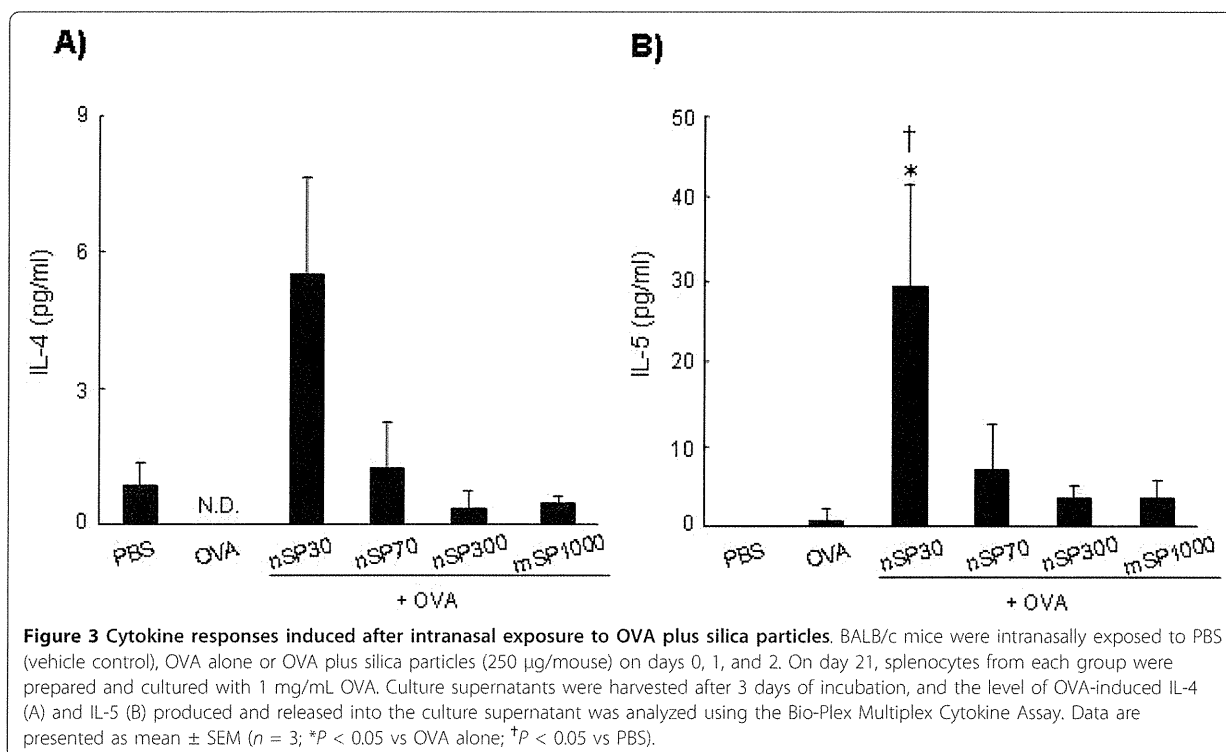 A)
9
6
3
0
IL-4 (pg/ml)
N.D.
PBS OVA nSP30 nSP70 nSP300 mSP1000
+ OVA
B)
50
40
30
20
10
0
IL-5 (pg/ml)
†
*
PBS OVA nSP30 nSP70 nSP300 mSP1000
+ OVA
Figure 3 Cytokine responses induced after intranasal exposure to OVA plus silica particles. BALB/c mice were intranasally exposed to PBS
(vehicle control), OVA alone or OVA plus silica particles (250 μg/mouse) on days 0, 1, and 2. On day 21, splenocytes from each group were
prepared and cultured with 1 mg/mL OVA. Culture supernatants were harvested after 3 days of incubation, and the level of OVA-induced IL-4
(A) and IL-5 (B) produced and released into the culture supernatant was analyzed using the Bio-Plex Multiplex Cytokine Assay. Data are
presented as mean ± SEM (n = 3; *P < 0.05 vs OVA alone; †P < 0.05 vs PBS).